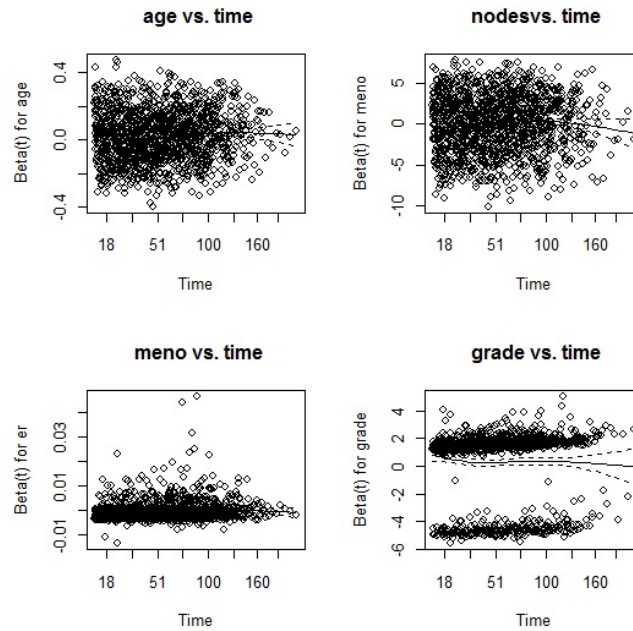 age vs. time
Beta(t) for age
-0.4 0.0 0.4
18 51 100 160
Time
nodesvs. time
Beta(t) for meno
-10 -5 0 5
18 51 100 160
Time
meno vs. time
Beta(t) for er
-0.01 0.01 0.03
18 51 100 160
Time
grade vs. time
Beta(t) for grade
-6 -4 -2 0 2 4
18 51 100 160
Time